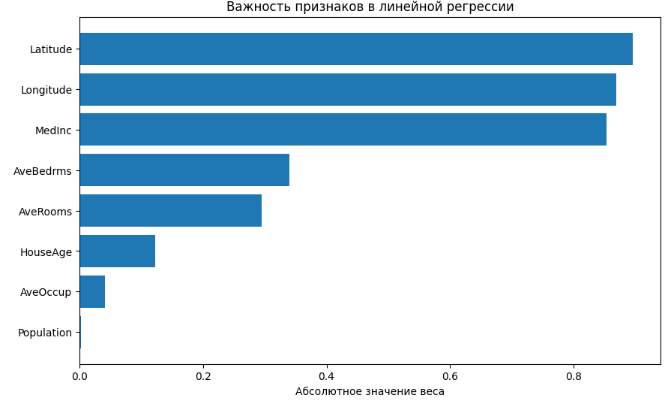 Важность признаков в линейной регрессии
Latitude
Longitude
MedInc
AveBedrms
AveRooms
HouseAge
AveOccup
Population
0.0 0.2 0.4 0.6 0.8
Абсолютное значение веса